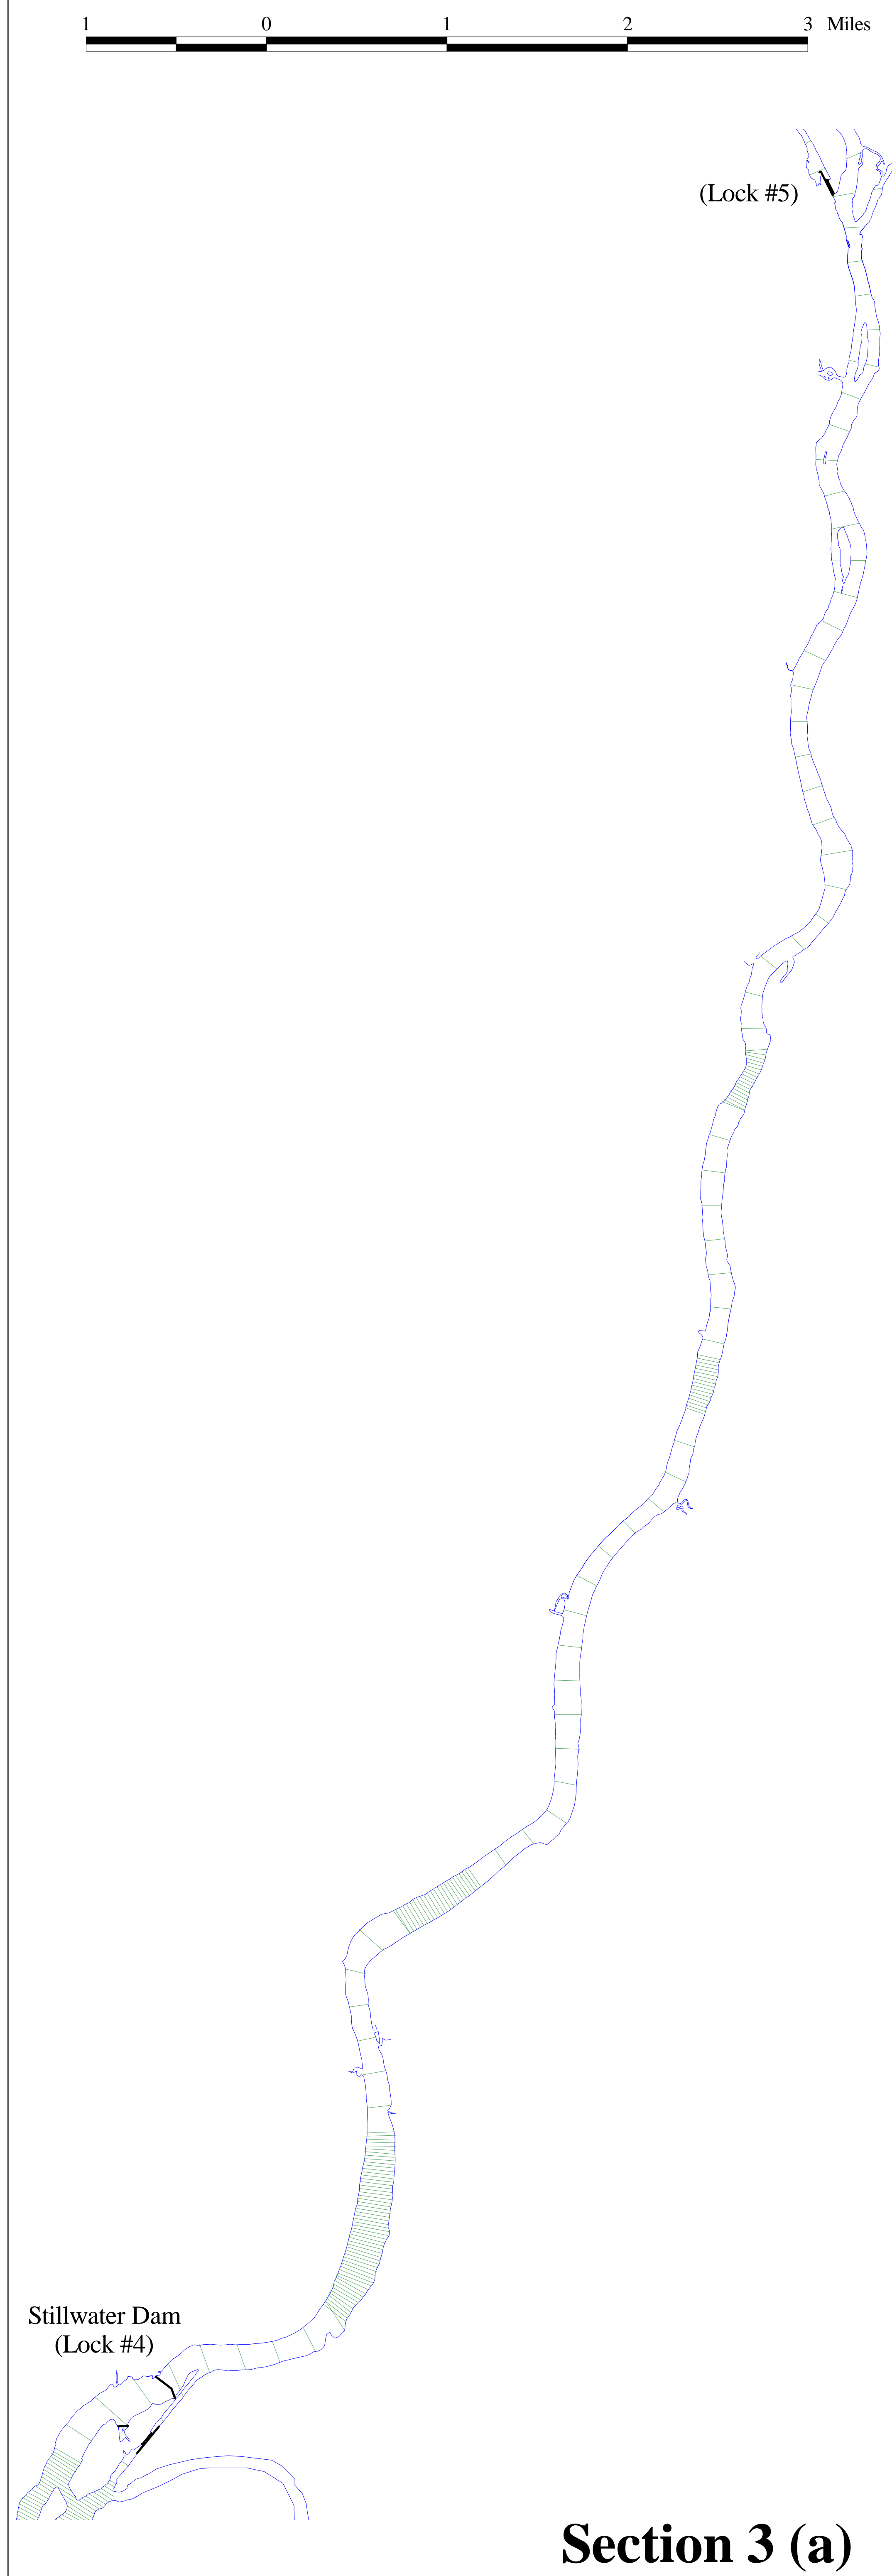 1 0 1 2 3 Miles
(Lock #5)
Stillwater Dam
(Lock #4)
Section 3 (a)